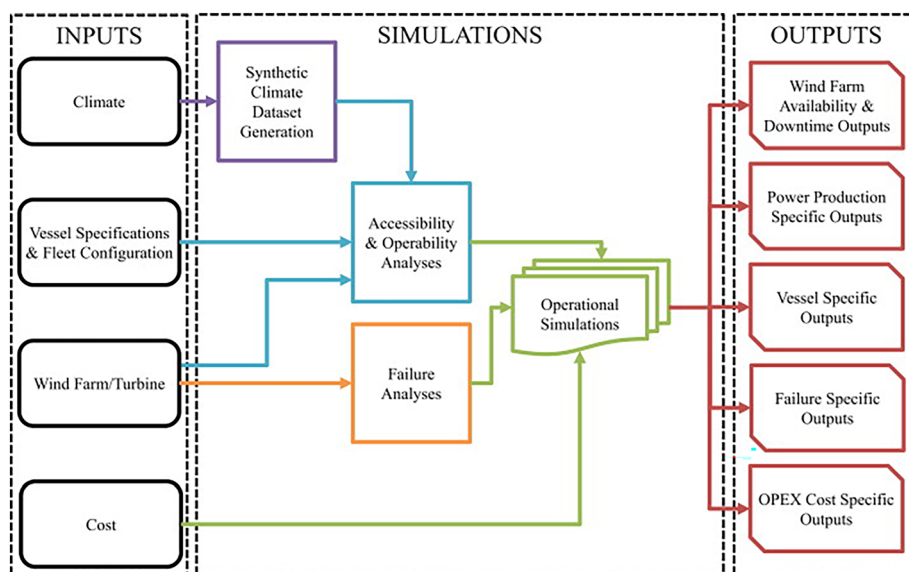 INPUTS
SIMULATIONS
OUTPUTS
Climate
Synthetic
Climate
Dataset
Generation
Wind Farm
Availability &
Downtime Outputs
Vessel Specifications
& Fleet Configuration
Accessibility
& Operability
Analyses
Power Production
Specific Outputs
Operational
Simulations
Vessel Specific
Outputs
Wind Farm/Turbine
Failure
Analyses
Failure Specific
Outputs
Cost
OPEX Cost Specific
Outputs